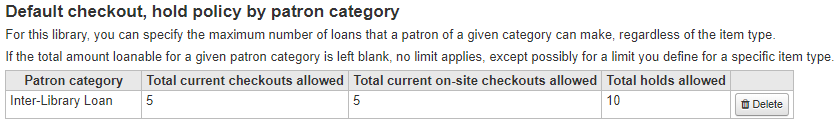 Default checkout, hold policy by patron category
For this library, you can specify the maximum number of loans that a patron of a given category can make, regardless of the item type.
If the total amount loanable for a given patron category is left blank, no limit applies, except possibly for a limit you define for a specific item type.
Patron category Total current checkouts allowed Total current on-site checkouts allowed Total holds allowed
Inter-Library Loan 5 5 10 Delete